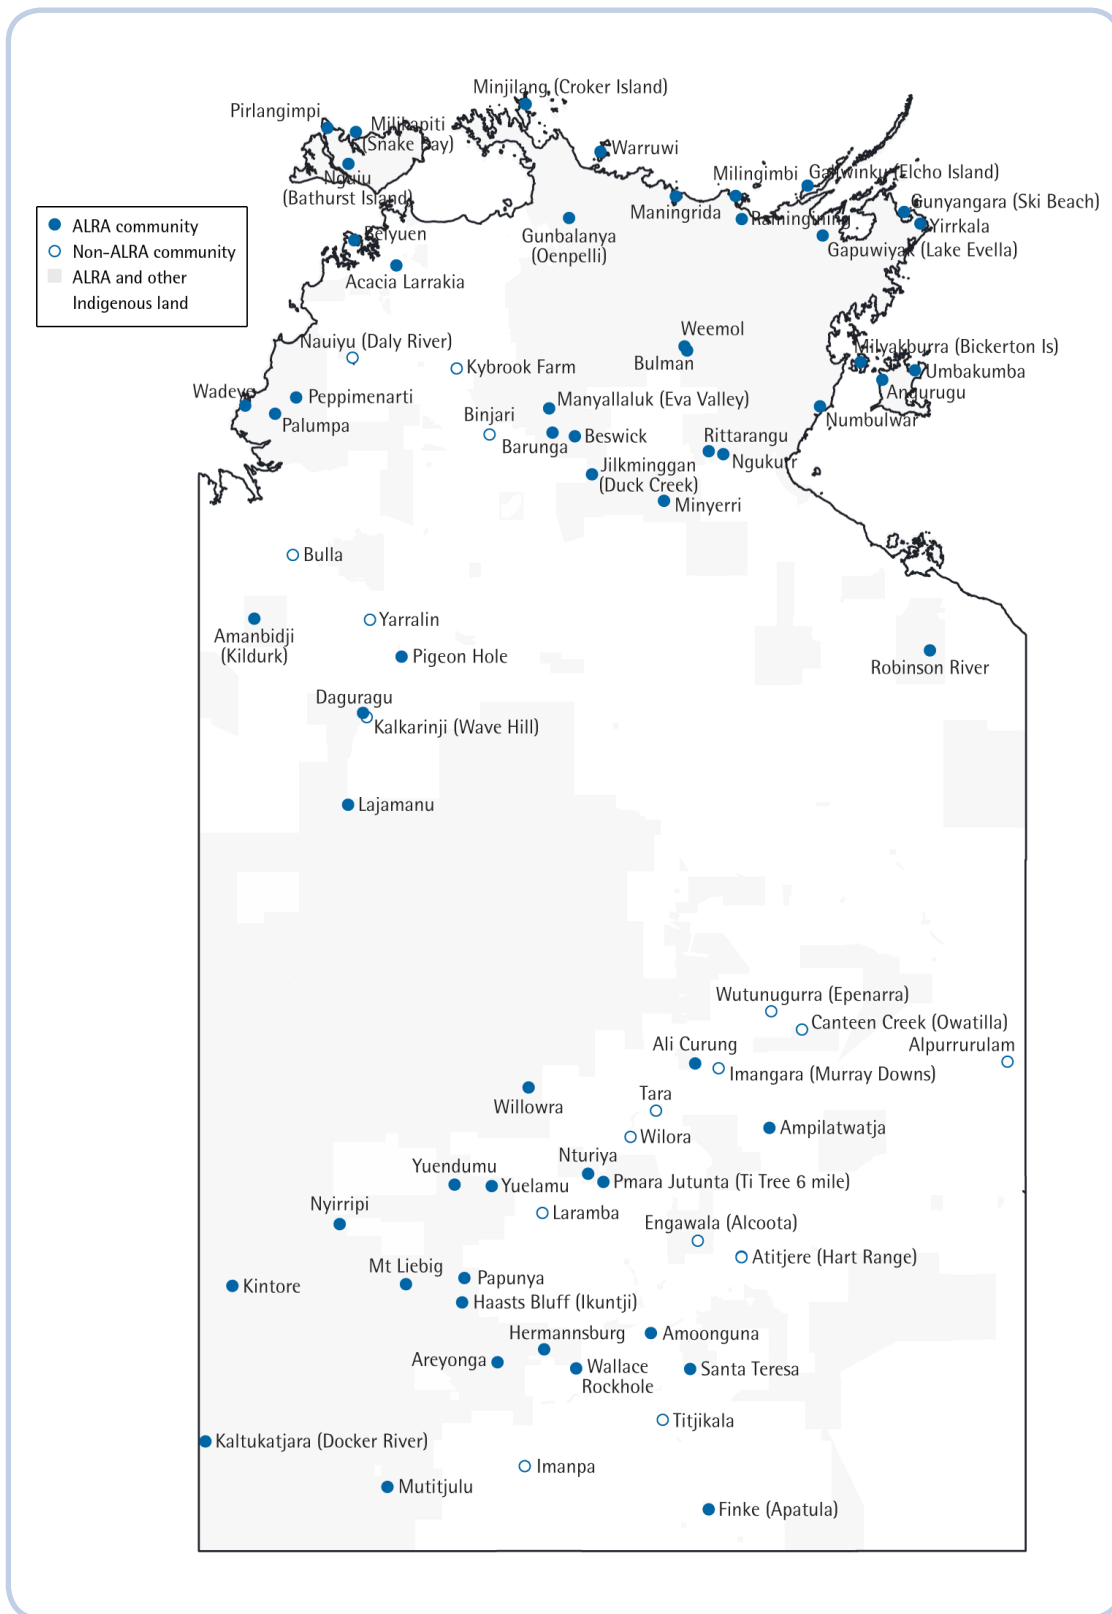 Minjilang (Croker Island)
Pirlangimpi
Milikapiti
(Snake Bay)
Warruwi
Nguiu
(Bathurst Island)
Milingimbi
Galiwinku (Elcho Island)
Maningrida
Ramingining
Gunyangara (Ski Beach)
Yirrkala
Gapuwiyak (Lake Evella)
Gunbalanya
(Oenpelli)
ALRA community
Non-ALRA community
ALRA and other
Indigenous land
Belyuen
Acacia Larrakia
Nauiyu (Daly River)
Kybrook Farm
Weemol
Bulman
Milyakburra (Bickerton Is)
Umbakumba
Angurugu
Numbulwar
Wadeye
Peppimenarti
Palumpa
Manyallaluk (Eva Valley)
Binjari
Barunga
Beswick
Rittarangu
Ngukurr
Jilkminggan
(Duck Creek)
Minyerri
Bulla
Amanbidji
(Kildurk)
Yarralin
Pigeon Hole
Robinson River
Daguragu
Kalkarinji (Wave Hill)
Lajamanu
Wutunugurra (Epenarra)
Canteen Creek (Owatilla)
Alpurrurulam
Ali Curung
Imangara (Murray Downs)
Willowra
Tara
Ampilatwatja
Wilora
Nturiya
Pmara Jutunta (Ti Tree 6 mile)
Yuendumu
Yuelamu
Nyirripi
Laramba
Engawala (Alcoota)
Atitjere (Hart Range)
Mt Liebig
Papunya
Kintore
Haasts Bluff (Ikuntji)
Hermannsburg
Amoonguna
Areyonga
Wallace
Rockhole
Santa Teresa
Titjikala
Kaltukatjara (Docker River)
Imanpa
Mutitjulu
Finke (Apatula)